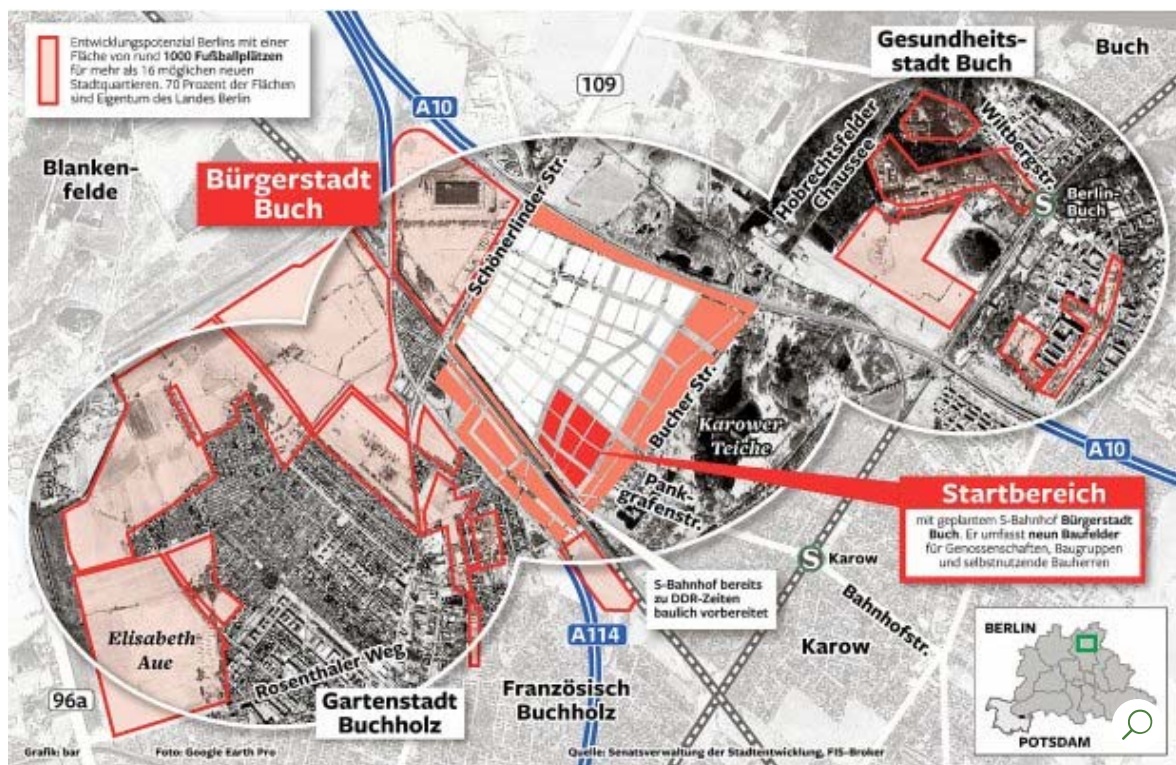 Entwicklungspotenzial Berlins mit einer
Fläche von rund 1000 Fußballplätzen
für mehr als 16 möglichen neuen
Stadtquartieren. 70 Prozent der Flächen
sind Eigentum des Landes Berlin
A10
109
Gesundheits-
stadt Buch
Buch
Blanken-
felde
Bürgerstadt
Buch
Schönerlinder Str.
Hobrechtsfelder
Chaussee
Wiltbergstr.
S
Berlin-
Buch
Bucher Str.
Karower
Teiche
Pank-
grafenstr.
A10
Startbereich
mit geplantem S-Bahnhof Bürgerstadt
Buch. Er umfasst neun Baufelder
für Genossenschaften, Baugruppen
und selbstnutzende Bauherren
S
Karow
S-Bahnhof bereits
zu DDR-Zeiten
baulich vorbereitet
Bahnhofstr.
A114
Karow
Elisabeth
Aue
Rosenthaler Weg
96a
Gartenstadt
Buchholz
Französisch
Buchholz
BERLIN
POTSDAM
Grafik: bar
Foto: Google Earth Pro
Quelle: Senatsverwaltung der Stadtentwicklung, FIS-Broker